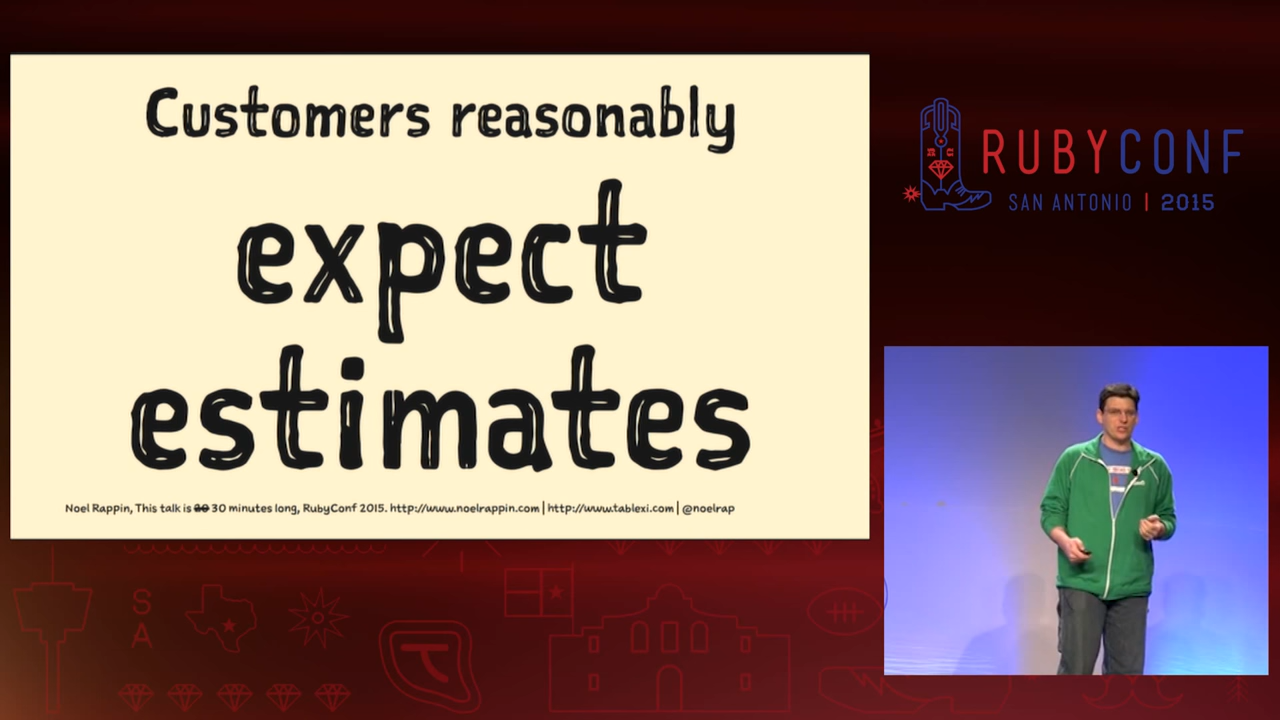 Customers reasonably
expect
estimates
Noel Rappin, This talk is 20 30 minutes long, RubyConf 2015. http://www.noelrappin.com | http://www.tablexi.com | @noelrap
RUBYCONF
SAN ANTONIO | 2015
S
A